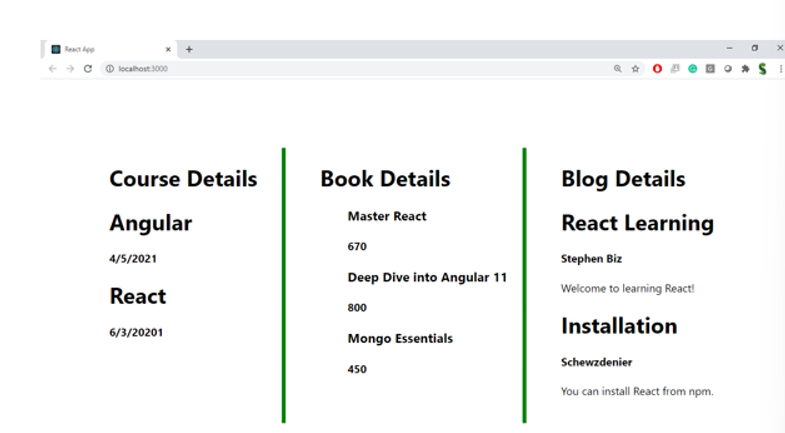 React App
localhost:3000
Course Details
Angular
4/5/2021
React
6/3/20201
Book Details
Master React
670
Deep Dive into Angular 11
800
Mongo Essentials
450
Blog Details
React Learning
Stephen Biz
Welcome to learning React!
Installation
Schewzdenier
You can install React from npm.